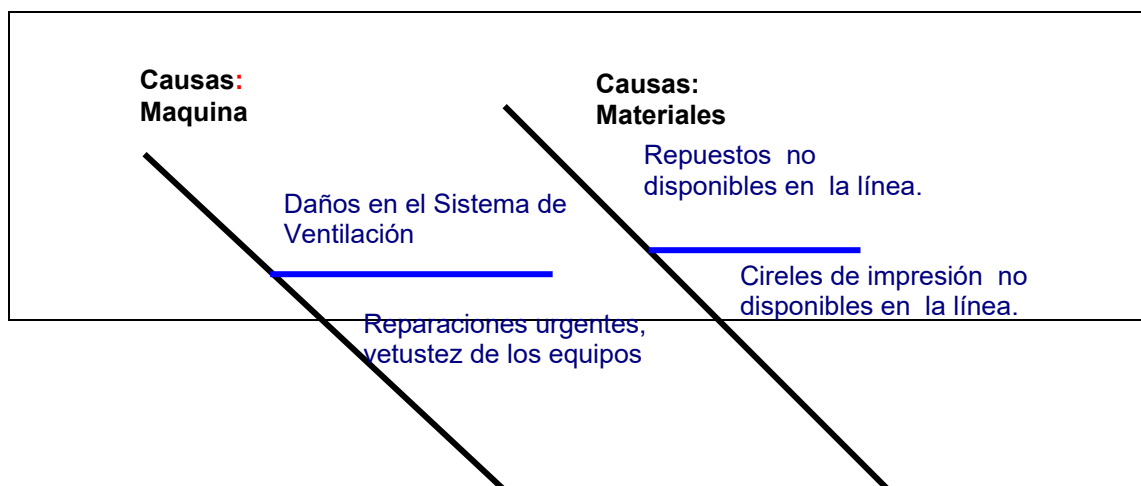 Causas:
Maquina
Daños en el Sistema de
Ventilación
Reparaciones urgentes,
vetustez de los equipos
Causas:
Materiales
Repuestos no
disponibles en la línea.
Cireles de impresión no
disponibles en la línea.